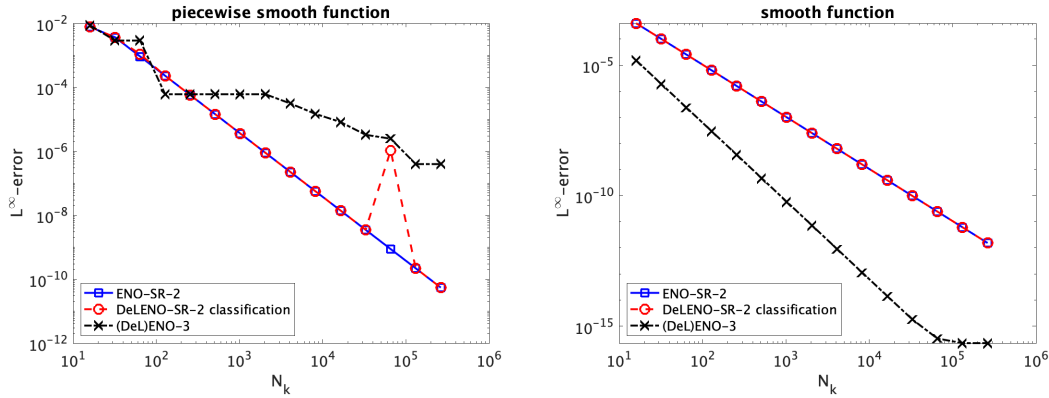 piecewise smooth function
10^-2
10^-4
10^-6
10^-8
10^-10
10^-12
L^∞-error
ENO-SR-2
DeLENO-SR-2 classification
(DeL)ENO-3
10^1
10^2
10^3
10^4
10^5
10^6
N_k
smooth function
10^-5
10^-10
10^-15
L^∞-error
ENO-SR-2
DeLENO-SR-2 classification
(DeL)ENO-3
10^1
10^2
10^3
10^4
10^5
10^6
N_k